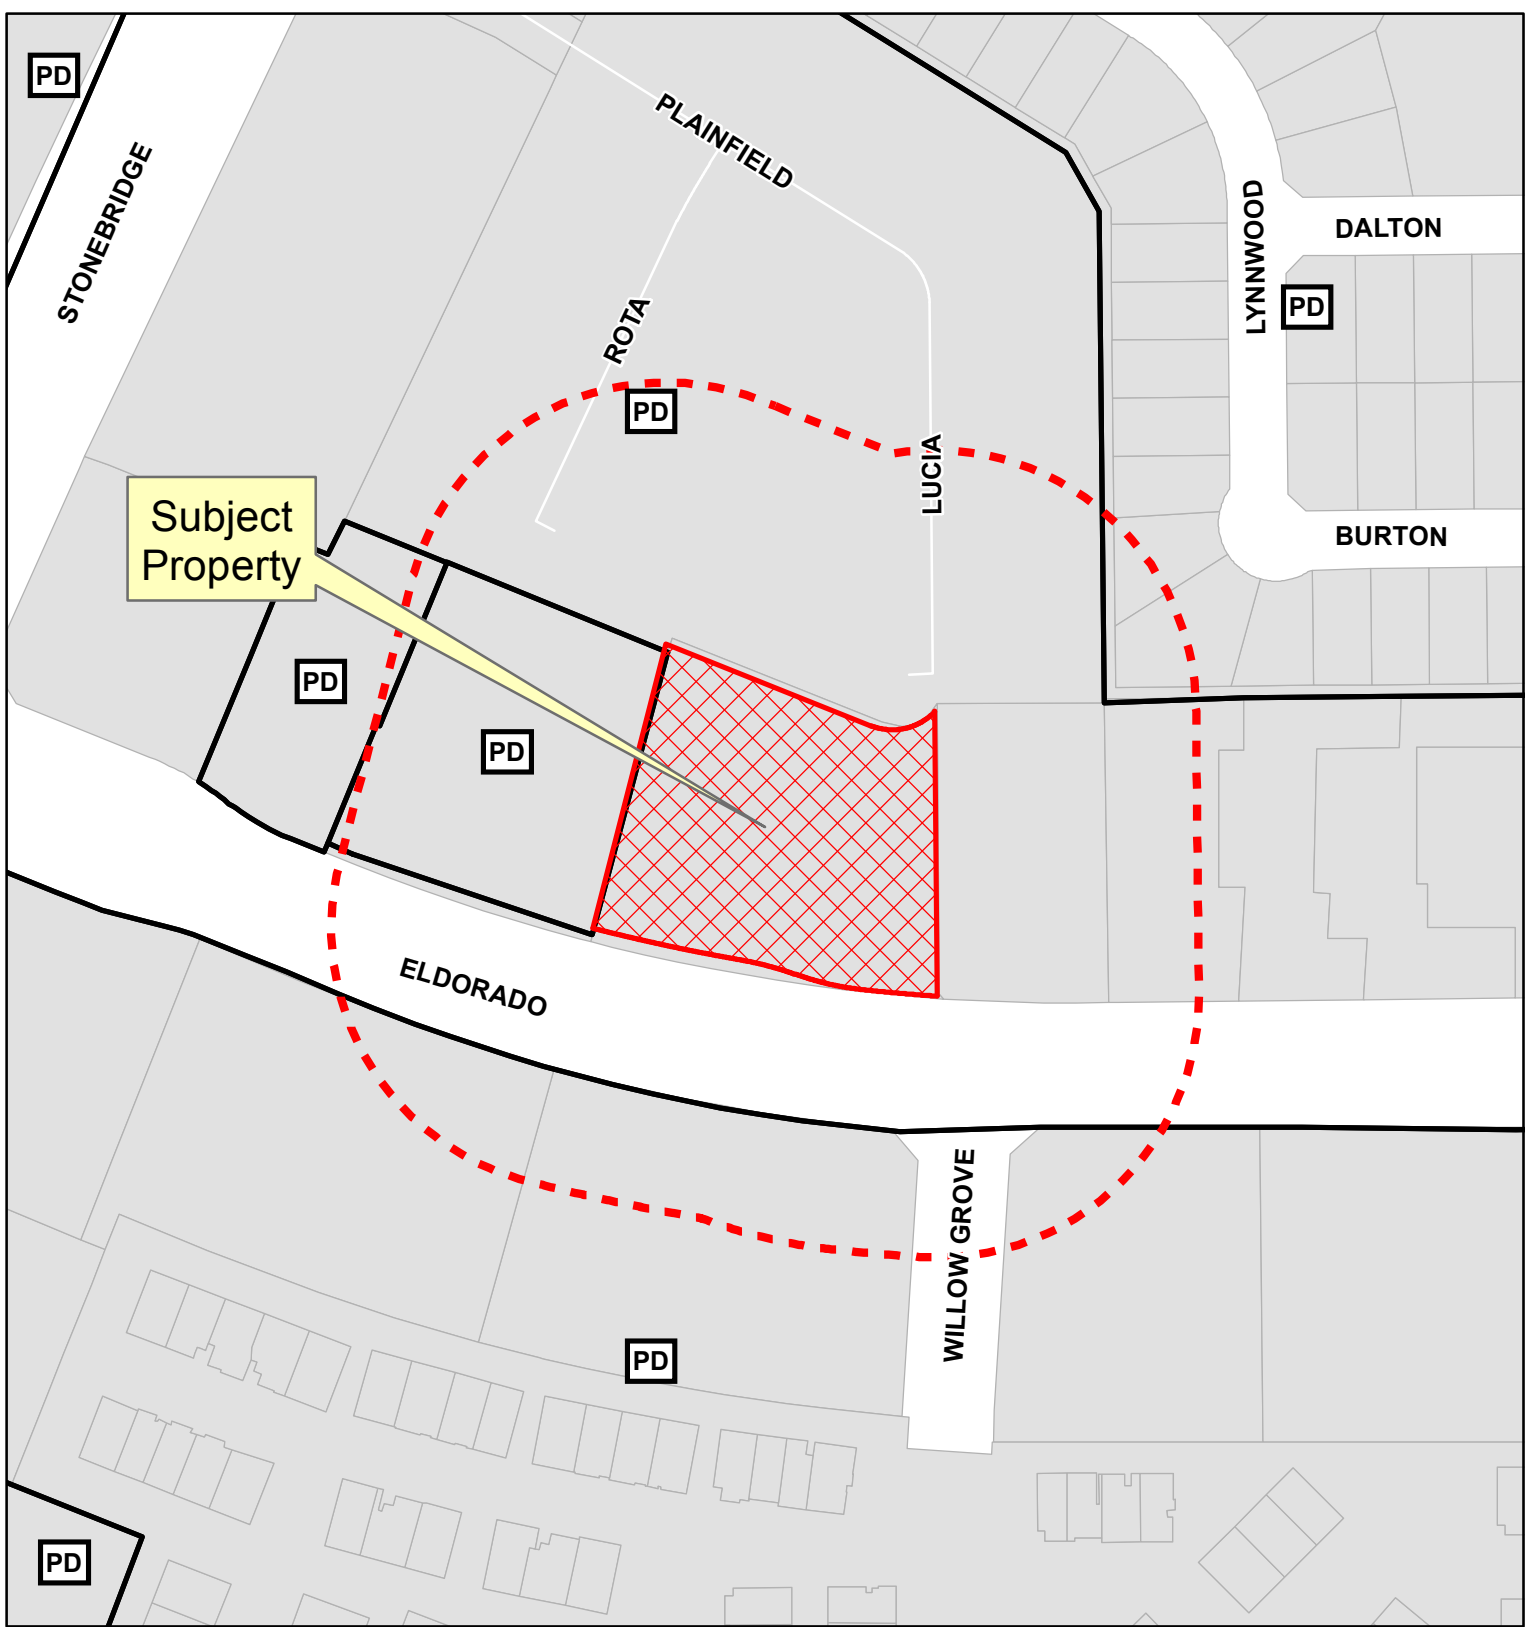 PD
PLAINFIELD
STONEBRIDGE
LYNNWOOD
DALTON
PD
ROTA
PD
LUCIA
Subject
Property
BURTON
PD
PD
ELDORADO
WILLOW GROVE
PD
PD